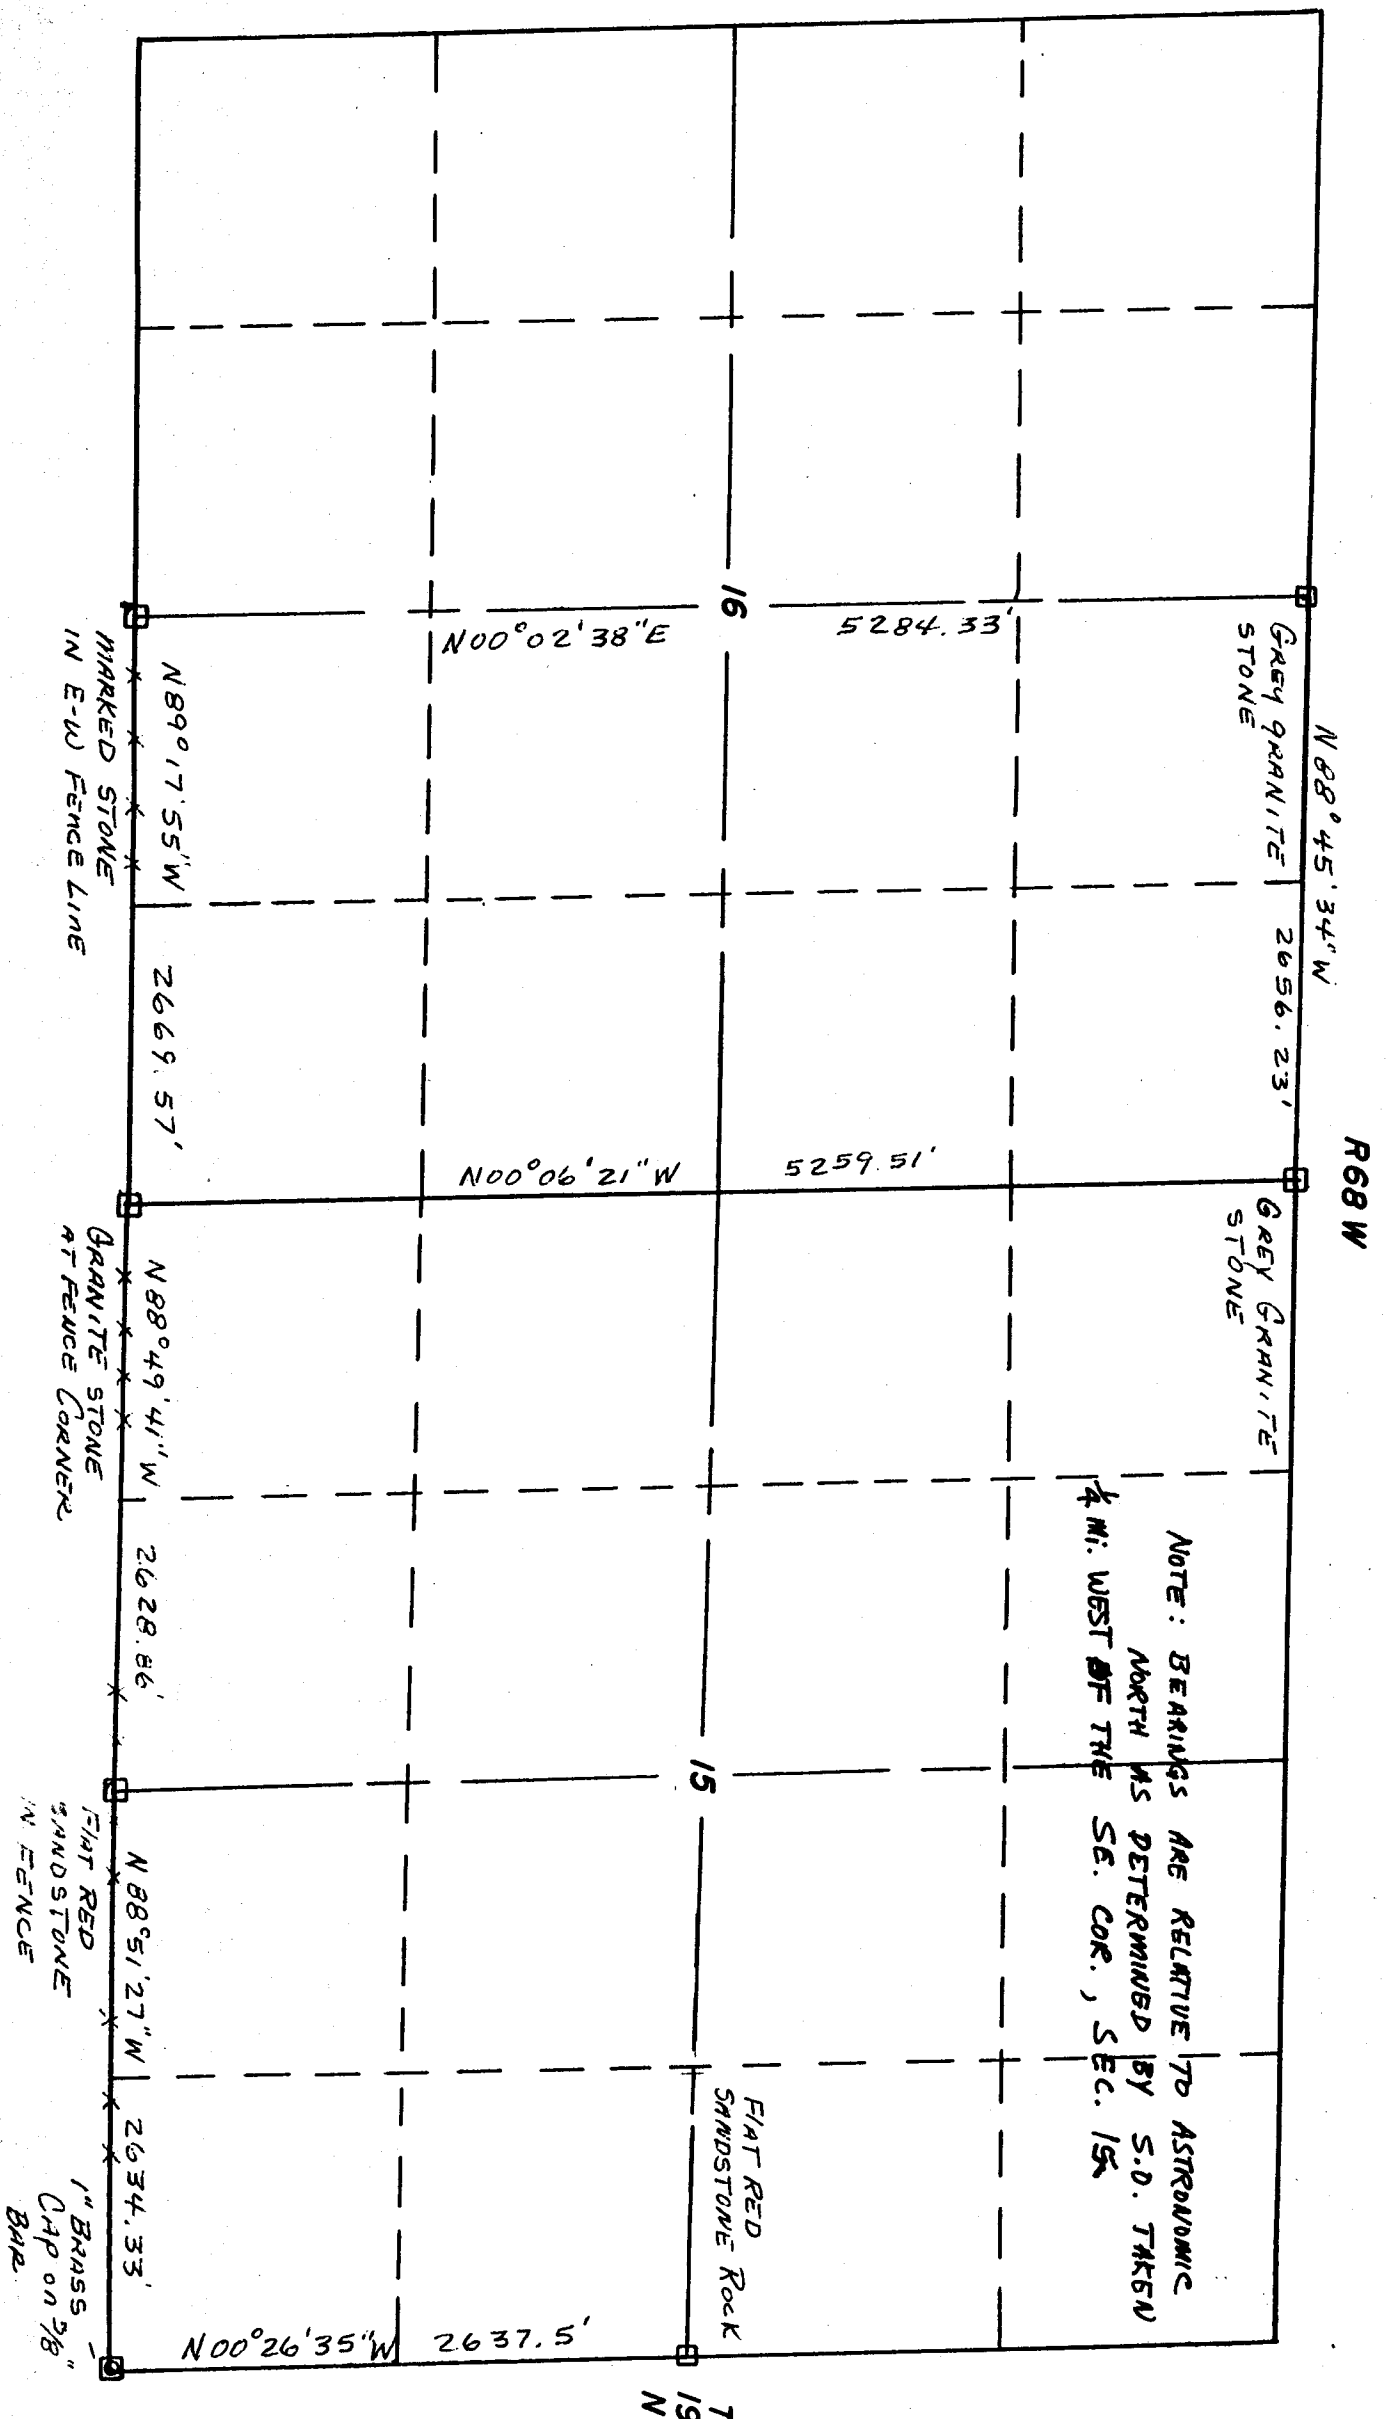 R68W
N88°45'34"W
2656.23'
GREY GRANITE
STONE
GREY GRANITE
STONE
16
N00°02'38"E
5284.33'
N00°06'21"W
5259.51'
NOTE: BEARINGS ARE RELATIVE TO ASTRONOMIC
NORTH AS DETERMINED BY S.O. TAKEN
1/4 MI. WEST OF THE SE. COR., SEC. 15
15
FLAT RED
SANDSTONE ROCK
T
19
N
N00°26'35"W
2637.5'
N89°17'55"W
2669.57'
N88°49'41"W
2628.86'
N88°51'27"W
2634.33'
MARKED STONE
IN E-W FENCE LINE
GRANITE STONE
AT FENCE CORNER
FLAT RED
SANDSTONE
IN FENCE
1" BRASS
CAP ON 5/8"
BAR